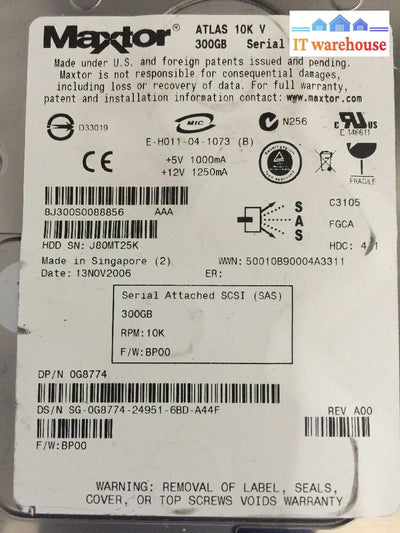 IT warehouse
Maxtor® ATLAS 10K V
300GB Serial
Made under U.S. and foreign patents issued and pending.
Maxtor is not responsible for consequential damages,
including loss or recovery of data. For full warranty,
patent and installation information contact: www.maxtor.com
D33019
MIC
N256
C UL US
E 146611
E-H011-04-1073 (B)
CE
+5V 1000mA
+12V 1250mA
FRAGILE
BJ300S0088856 AAA
SAS
C3105
FGCA
HDC: 4
HDD SN: J80MT25K
Made in Singapore (2)
WWN: 50010B90004A3311
Date: 13NOV2006
ER:
Serial Attached SCSI (SAS)
300GB
RPM:10K
F/W:BP00
DP/N 0G8774
DS/N SG-0G8774-24951-6BD-A44F
REV A00
F/W:BP00
WARNING: REMOVAL OF LABEL, SEALS,
COVER, OR TOP SCREWS VOIDS WARRANTY